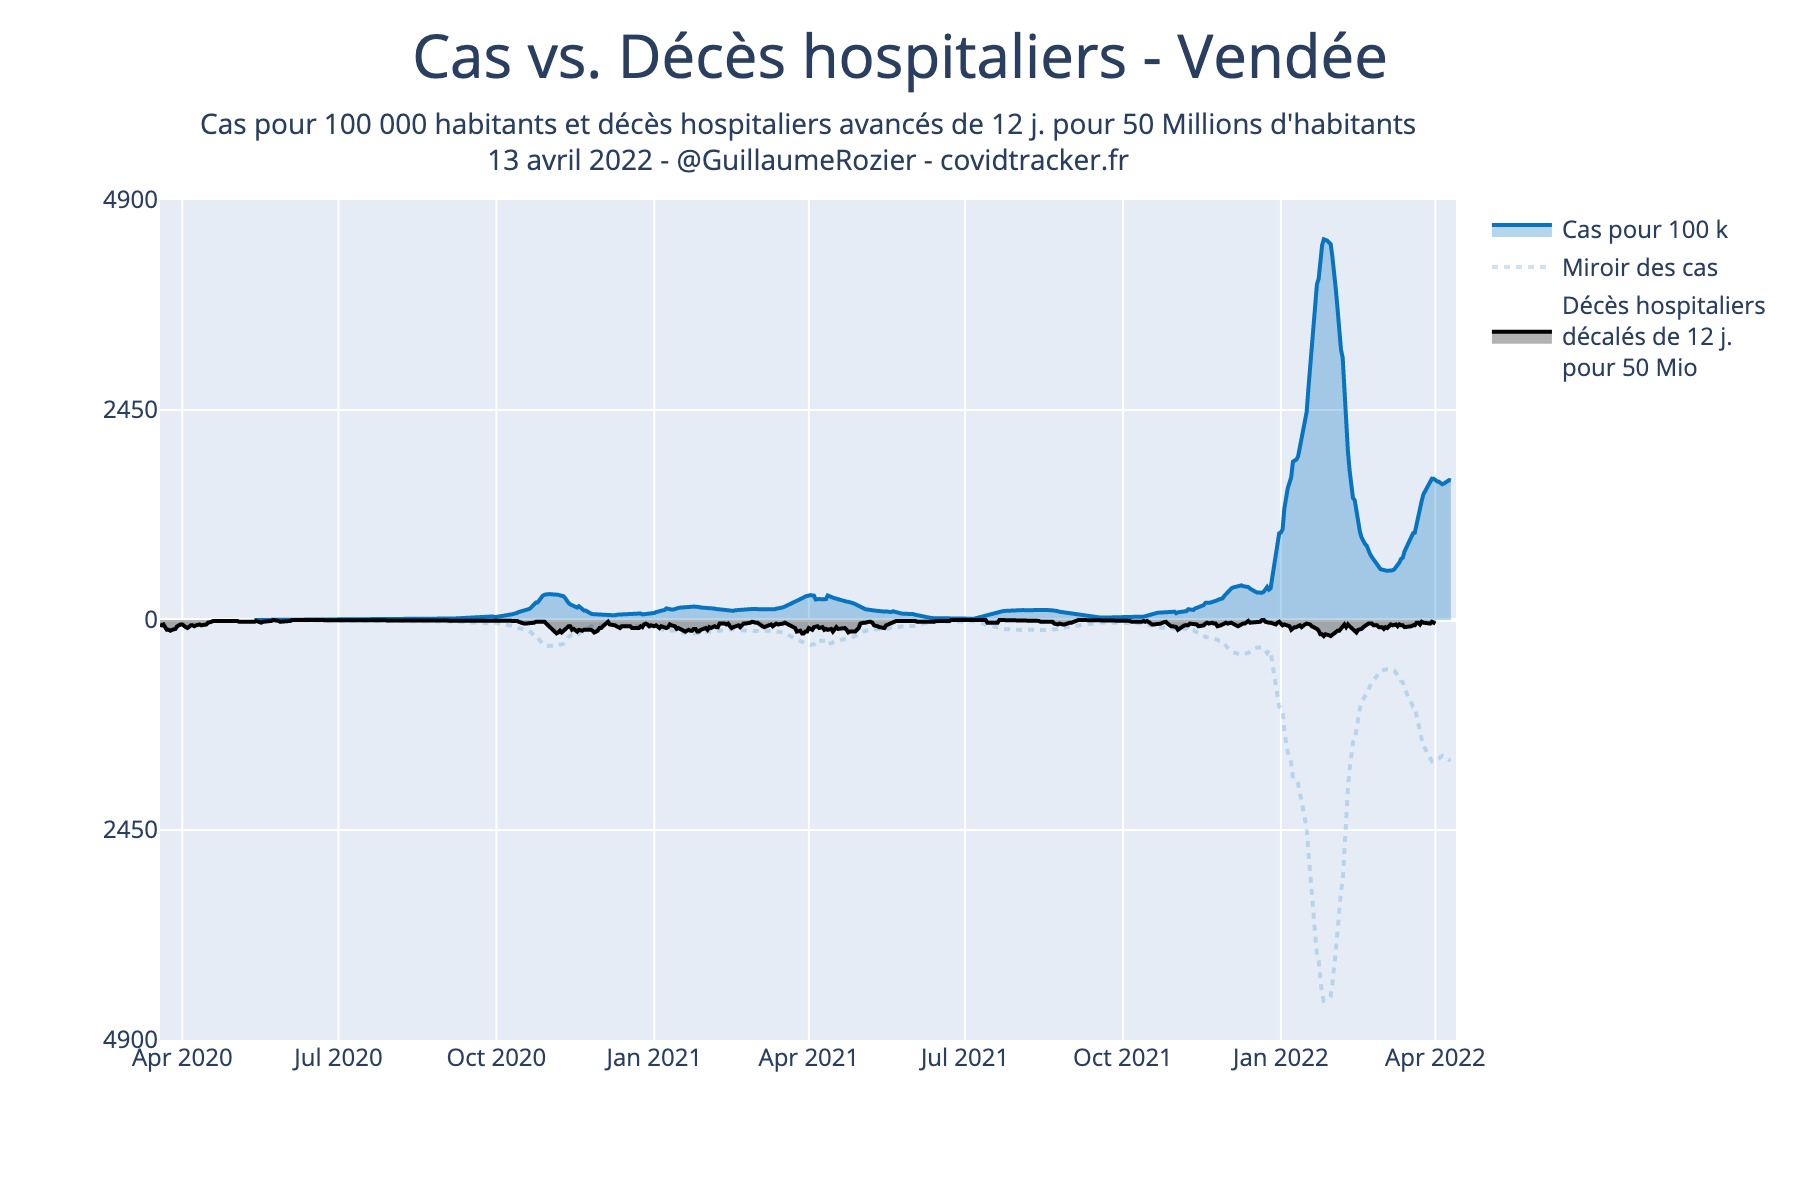 Cas vs. Décès hospitaliers - Vendée
Cas pour 100 000 habitants et décès hospitaliers avancés de 12 j. pour 50 Millions d'habitants
13 avril 2022 - @GuillaumeRozier - covidtracker.fr
4900
2450
0
2450
4900
Apr 2020
Jul 2020
Oct 2020
Jan 2021
Apr 2021
Jul 2021
Oct 2021
Jan 2022
Apr 2022
Cas pour 100 k
Miroir des cas
Décès hospitaliers
décalés de 12 j.
pour 50 Mio